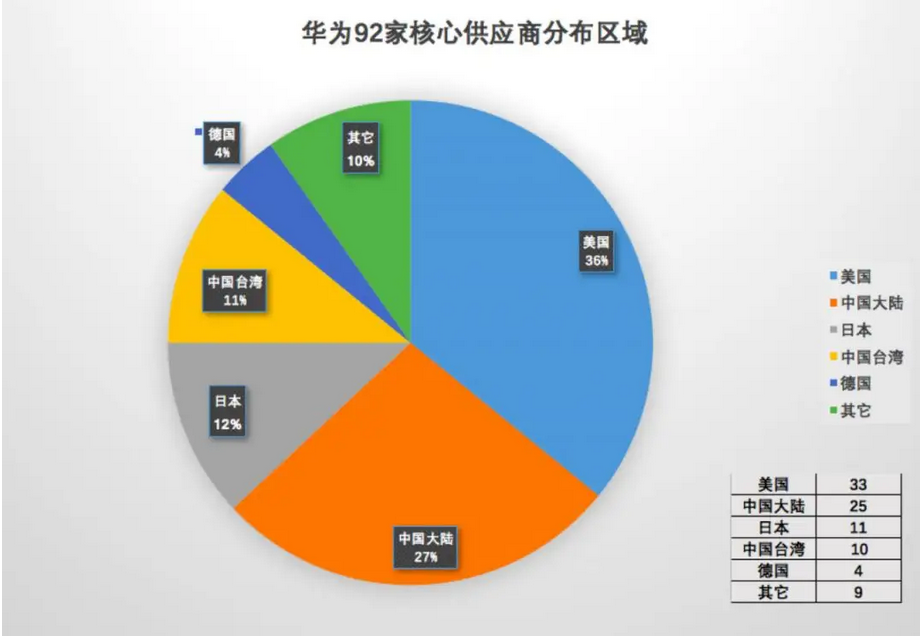 华为92家核心供应商分布区域
德国
4%
其它
10%
美国
36%
中国台湾
11%
日本
12%
中国大陆
27%
美国
中国大陆
日本
中国台湾
德国
其它
美国 33
中国大陆 25
日本 11
中国台湾 10
德国 4
其它 9